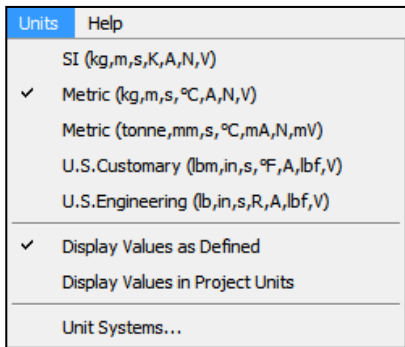 Units Help
SI (kg,m,s,K,A,N,V)
Metric (kg,m,s,°C,A,N,V)
Metric (tonne,mm,s,°C,mA,N,mV)
U.S.Customary (lbm,in,s,°F,A,lbf,V)
U.S.Engineering (lb,in,s,R,A,lbf,V)
Display Values as Defined
Display Values in Project Units
Unit Systems...